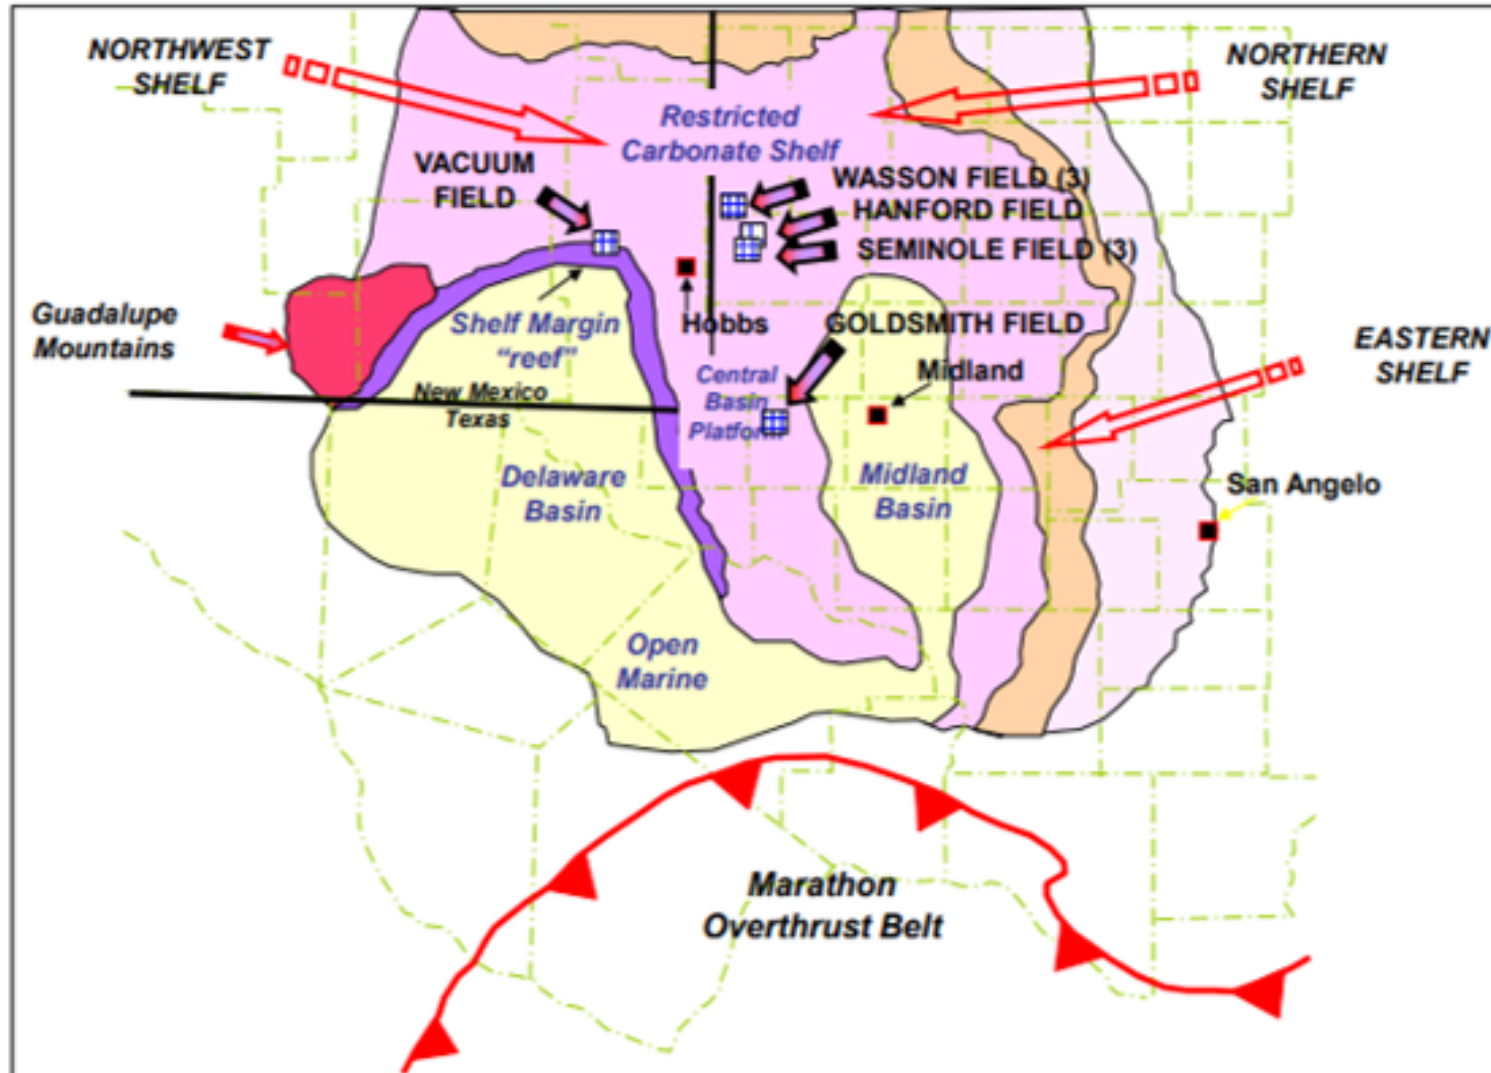 NORTHWEST
SHELF
NORTHERN
SHELF
Restricted
Carbonate Shelf
VACUUM
FIELD
WASSON FIELD (3)
HANFORD FIELD
SEMINOLE FIELD (3)
Guadalupe
Mountains
Shelf Margin
"reef"
Hobbs
GOLDSMITH FIELD
EASTERN
SHELF
Midland
Central
Basin
Platform
New Mexico
Texas
Delaware
Basin
Midland
Basin
San Angelo
Open
Marine
Marathon
Overthrust Belt